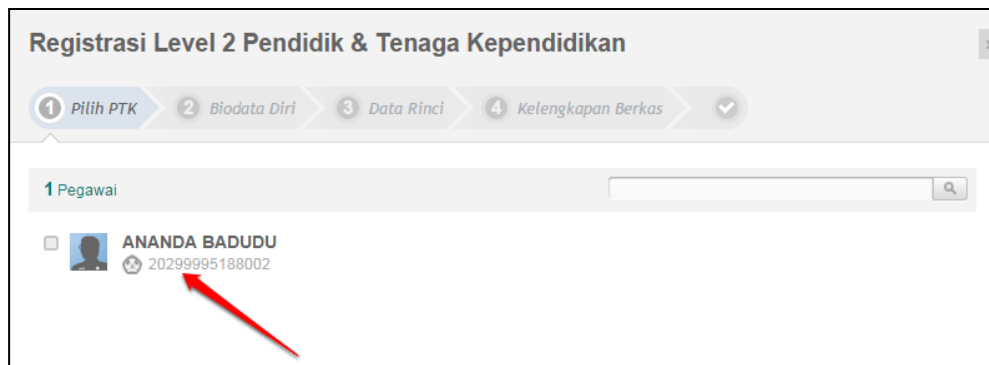 Registrasi Level 2 Pendidik & Tenaga Kependidikan
1 Pilih PTK 2 Biodata Diri 3 Data Rinci 4 Kelengkapan Berkas
1 Pegawai
ANANDA BADUDU
20299995188002